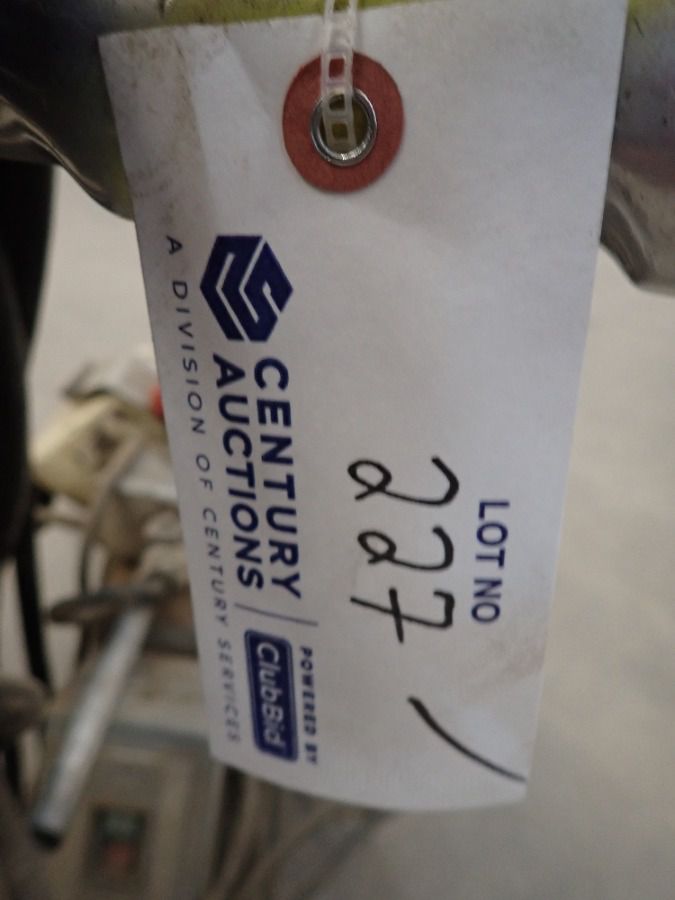 LOT NO
227 /
CENTURY
AUCTIONS
A DIVISION OF CENTURY SERVICES
POWERED BY
ClubBid